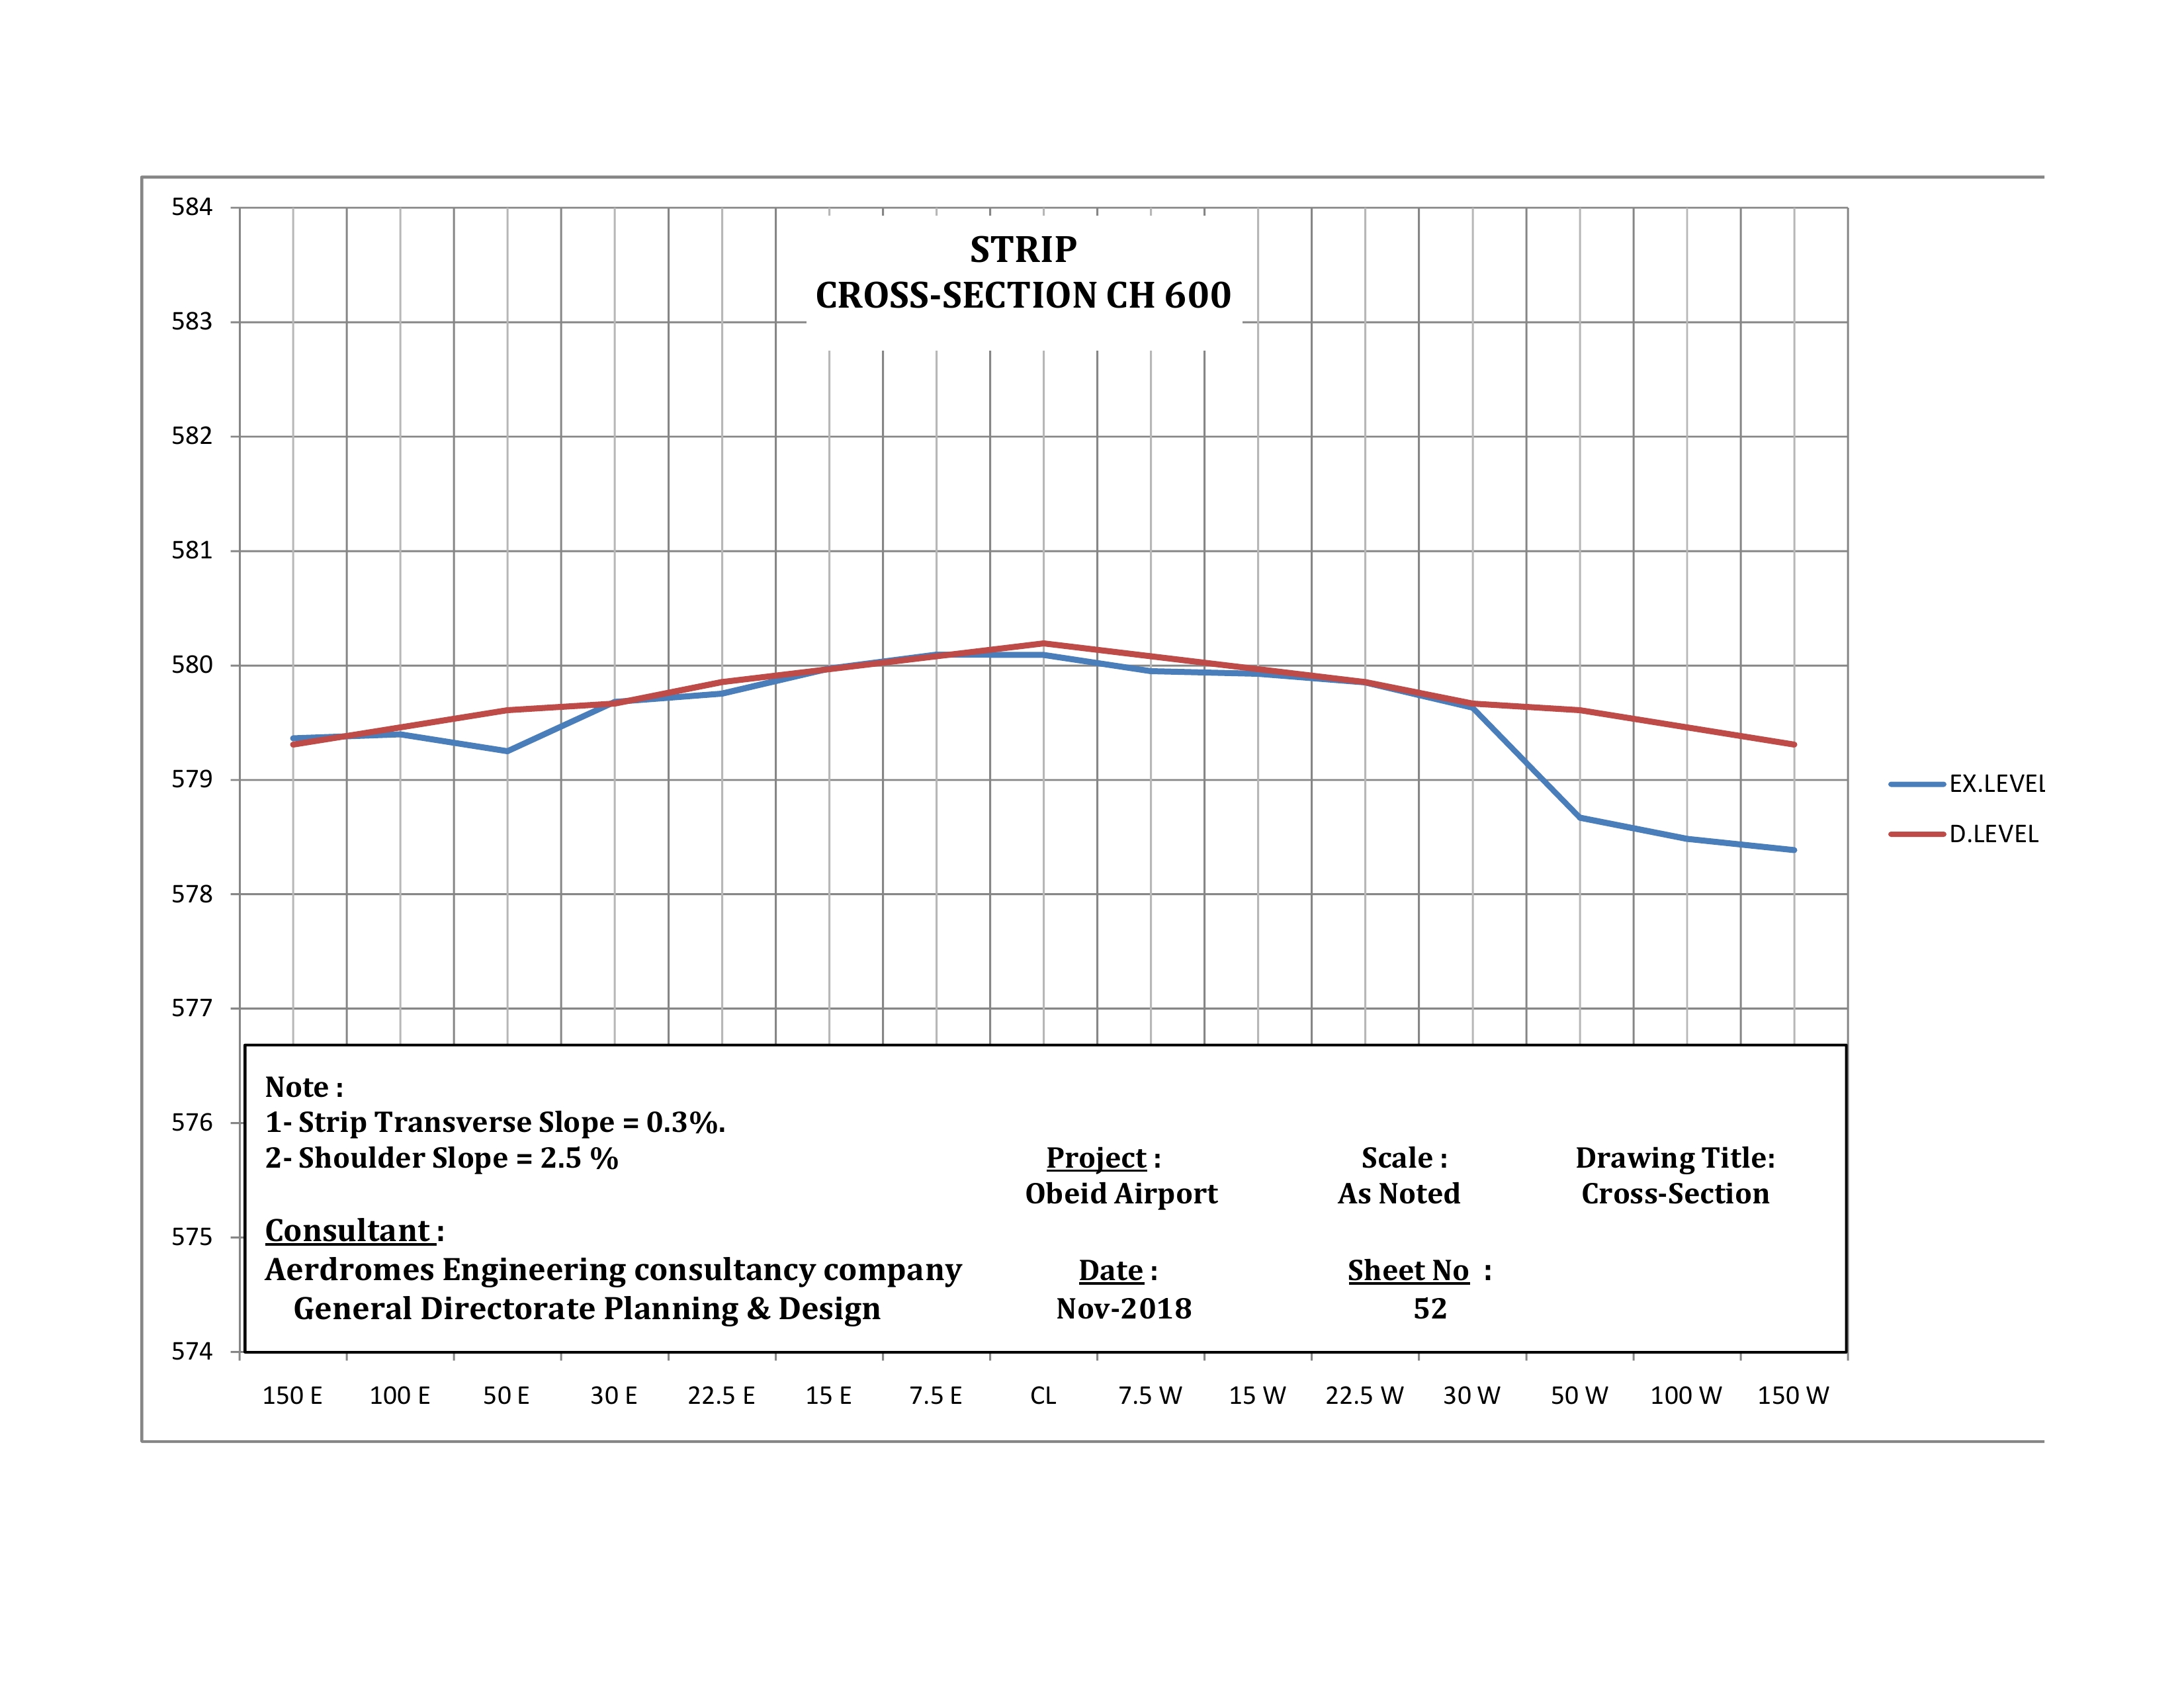 STRIP
CROSS-SECTION CH 600
584
583
582
581
580
579
578
577
576
575
574
EX.LEVEL
D.LEVEL
Note :
1- Strip Transverse Slope = 0.3%.
2- Shoulder Slope = 2.5 %
Consultant :
Aerdromes Engineering consultancy company
General Directorate Planning & Design
Project :
Obeid Airport
Scale :
As Noted
Drawing Title:
Cross-Section
Date :
Nov-2018
Sheet No :
52
150 E 100 E 50 E 30 E 22.5 E 15 E 7.5 E CL 7.5 W 15 W 22.5 W 30 W 50 W 100 W 150 W